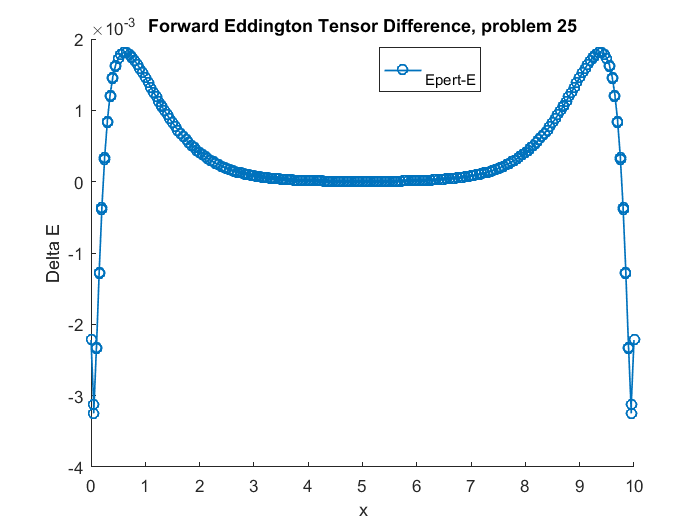 Forward Eddington Tensor Difference, problem 25
×10-3
2
1
0
-1
-2
-3
-4
Delta E
Epert-E
0 1 2 3 4 5 6 7 8 9 10
x